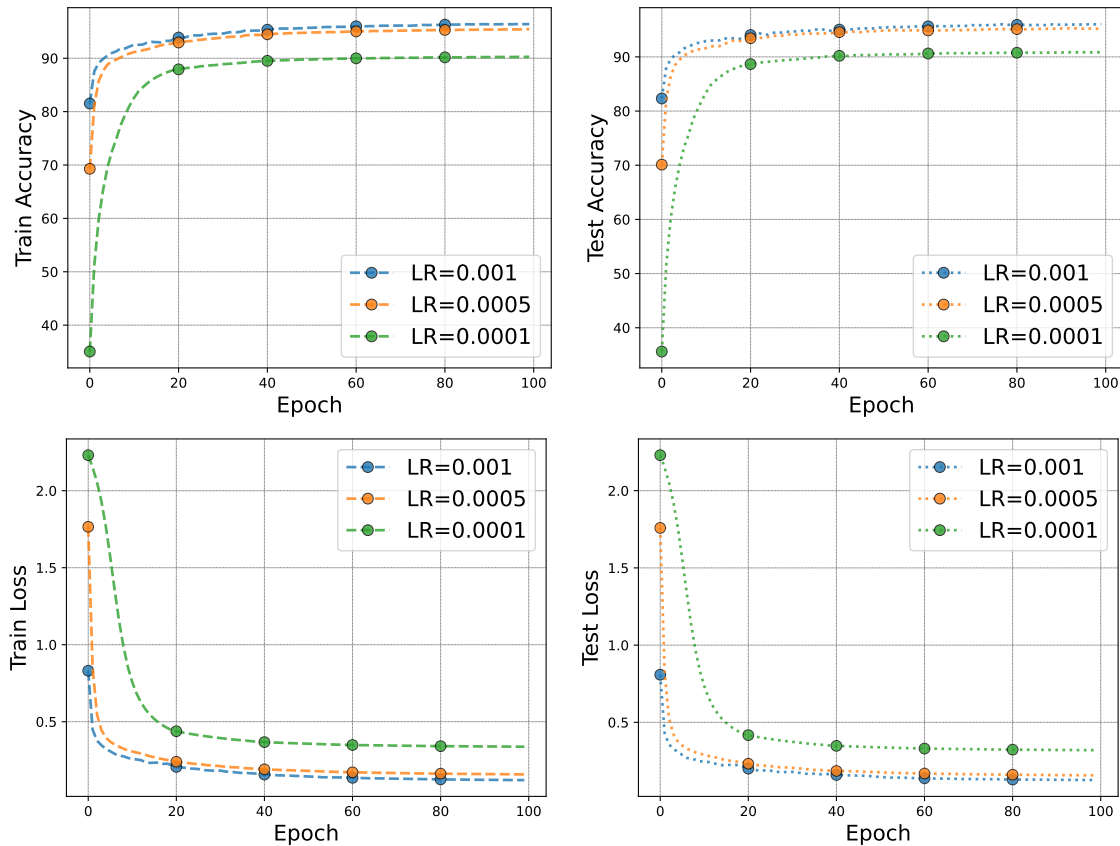 90
80
70
60
50
40
Train Accuracy
LR=0.001
LR=0.0005
LR=0.0001
0 20 40 60 80 100
Epoch
90
80
70
60
50
40
Test Accuracy
LR=0.001
LR=0.0005
LR=0.0001
0 20 40 60 80 100
Epoch
2.0
1.5
1.0
0.5
Train Loss
LR=0.001
LR=0.0005
LR=0.0001
0 20 40 60 80 100
Epoch
2.0
1.5
1.0
0.5
Test Loss
LR=0.001
LR=0.0005
LR=0.0001
0 20 40 60 80 100
Epoch